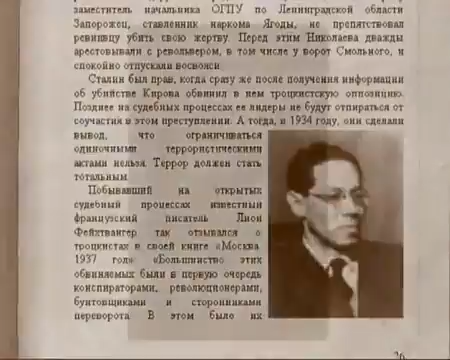 заместитель начальника ОГПУ по Ленинградской области
Запорожец, ставленник наркома Ягоды, не препятствовал
ревнивцу убить свою жертву. Перед этим Николаева дважды
арестовывали с револьвером, в том числе у ворот Смольного, и
спокойно отпускали восвояси.
Сталин был прав, когда сразу же после получения информации
об убийстве Кирова обвинил в нем троцкистскую оппозицию.
Позднее на судебных процессах ее лидеры не будут отпираться от
соучастия в этом преступлении. А тогда, в 1934 году, они сделали
вывод, что ограничиваться
одиночными террористическими
актами нельзя. Террор должен стать
тотальным.
Побывавший на открытых
судебный процессах известный
французский писатель Лион
Фейхтвангер так отзывался о
троцкистах в своей книге «Москва.
1937 год»: «Большинство этих
обвиняемых были в первую очередь
конспираторами, революционерами,
бунтовщиками и сторонниками
переворота. В этом было их